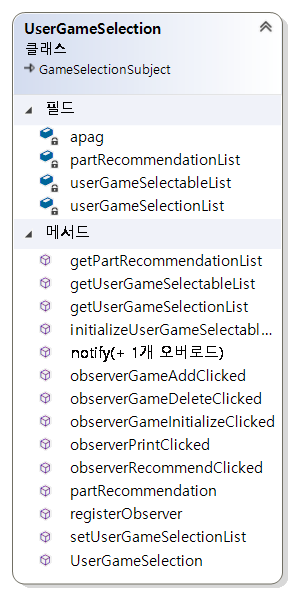 UserGameSelection
클래스
GameSelectionSubject
필드
apag
partRecommendationList
userGameSelectableList
userGameSelectionList
메서드
getPartRecommendationList
getUserGameSelectableList
getUserGameSelectionList
initializeUserGameSelectabl...
notify(+ 1개 오버로드)
observerGameAddClicked
observerGameDeleteClicked
observerGameInitializeClicked
observerPrintClicked
observerRecommendClicked
partRecommendation
registerObserver
setUserGameSelectionList
UserGameSelection